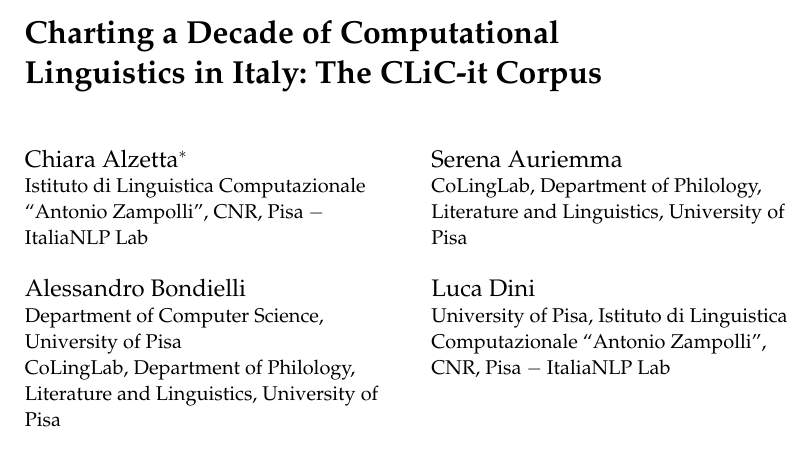 Charting a Decade of Computational
Linguistics in Italy: The CLiC-it Corpus
Chiara Alzetta*
Istituto di Linguistica Computazionale
“Antonio Zampolli”, CNR, Pisa −
ItaliaNLP Lab
Serena Auriemma
CoLingLab, Department of Philology,
Literature and Linguistics, University of
Pisa
Alessandro Bondielli
Department of Computer Science,
University of Pisa
CoLingLab, Department of Philology,
Literature and Linguistics, University of
Pisa
Luca Dini
University of Pisa, Istituto di Linguistica
Computazionale “Antonio Zampolli”,
CNR, Pisa − ItaliaNLP Lab